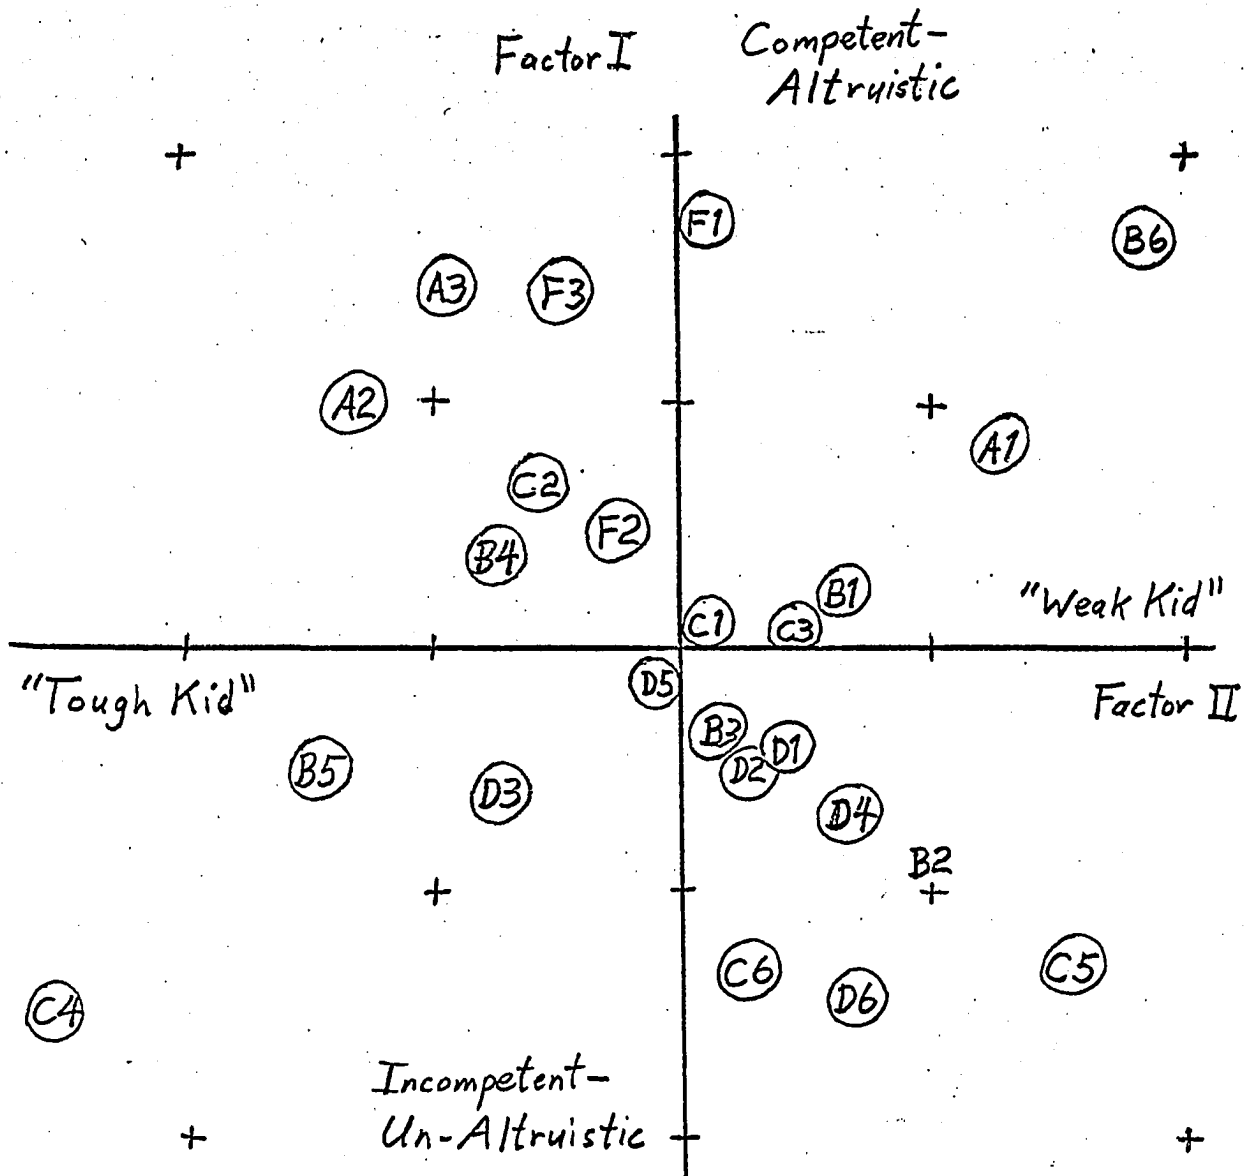 Factor I
Competent-
Altruistic
F1
B6
A3
F3
A2
A1
C2
F2
B4
B1
"Weak Kid"
C1
C3
"Tough Kid"
D5
Factor II
B3
D1
B5
D2
D3
D4
B2
C6
C5
D6
C4
Incompetent-
Un-Altruistic